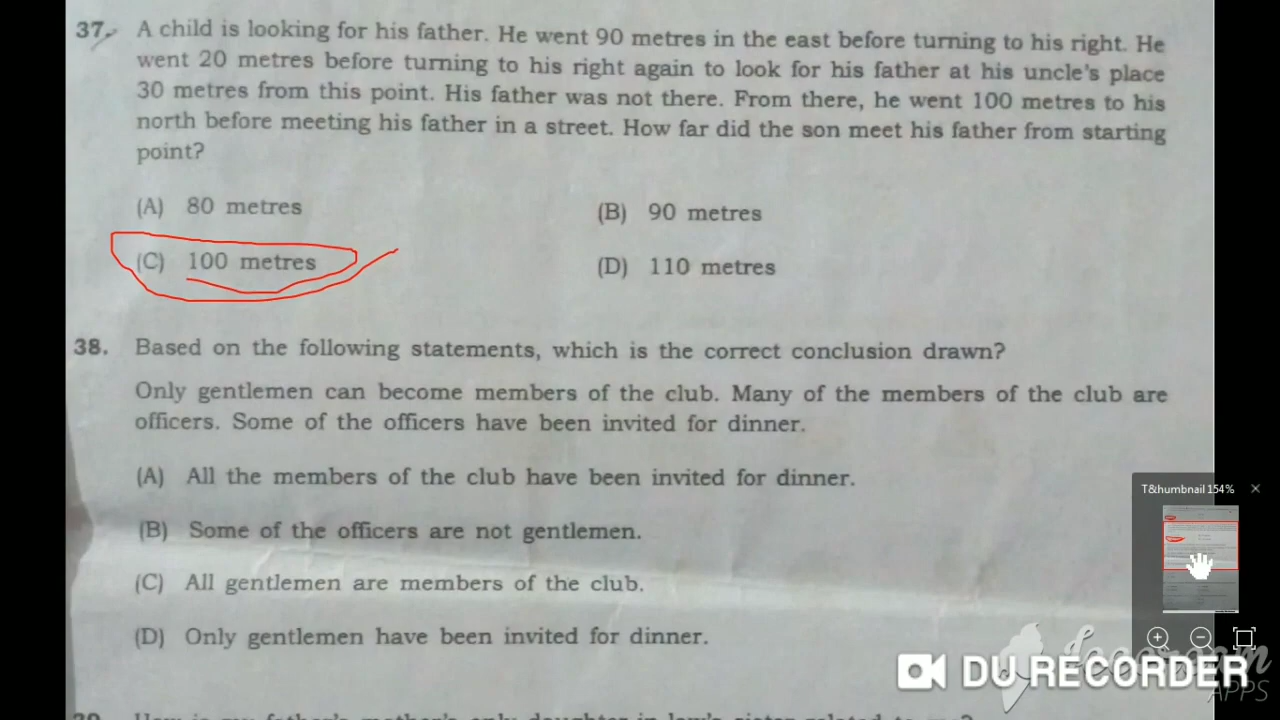 37. A child is looking for his father. He went 90 metres in the east before turning to his right. He
went 20 metres before turning to his right again to look for his father at his uncle's place
30 metres from this point. His father was not there. From there, he went 100 metres to his
north before meeting his father in a street. How far did the son meet his father from starting
point?
(A) 80 metres
(B) 90 metres
(C) 100 metres
(D) 110 metres
38. Based on the following statements, which is the correct conclusion drawn?
Only gentlemen can become members of the club. Many of the members of the club are
officers. Some of the officers have been invited for dinner.
(A) All the members of the club have been invited for dinner.
(B) Some of the officers are not gentlemen.
(C) All gentlemen are members of the club.
(D) Only gentlemen have been invited for dinner.
T&humbnail 154%
DU RECORDER
APPS